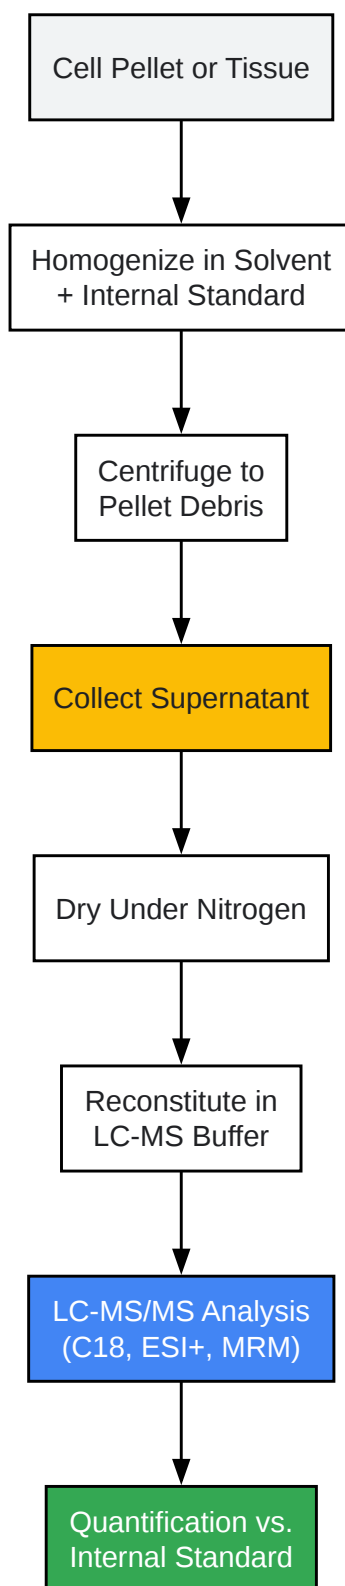 Cell Pellet or Tissue
Homogenize in Solvent
+ Internal Standard
Centrifuge to
Pellet Debris
Collect Supernatant
Dry Under Nitrogen
Reconstitute in
LC-MS Buffer
LC-MS/MS Analysis
(C18, ESI+, MRM)
Quantification vs.
Internal Standard